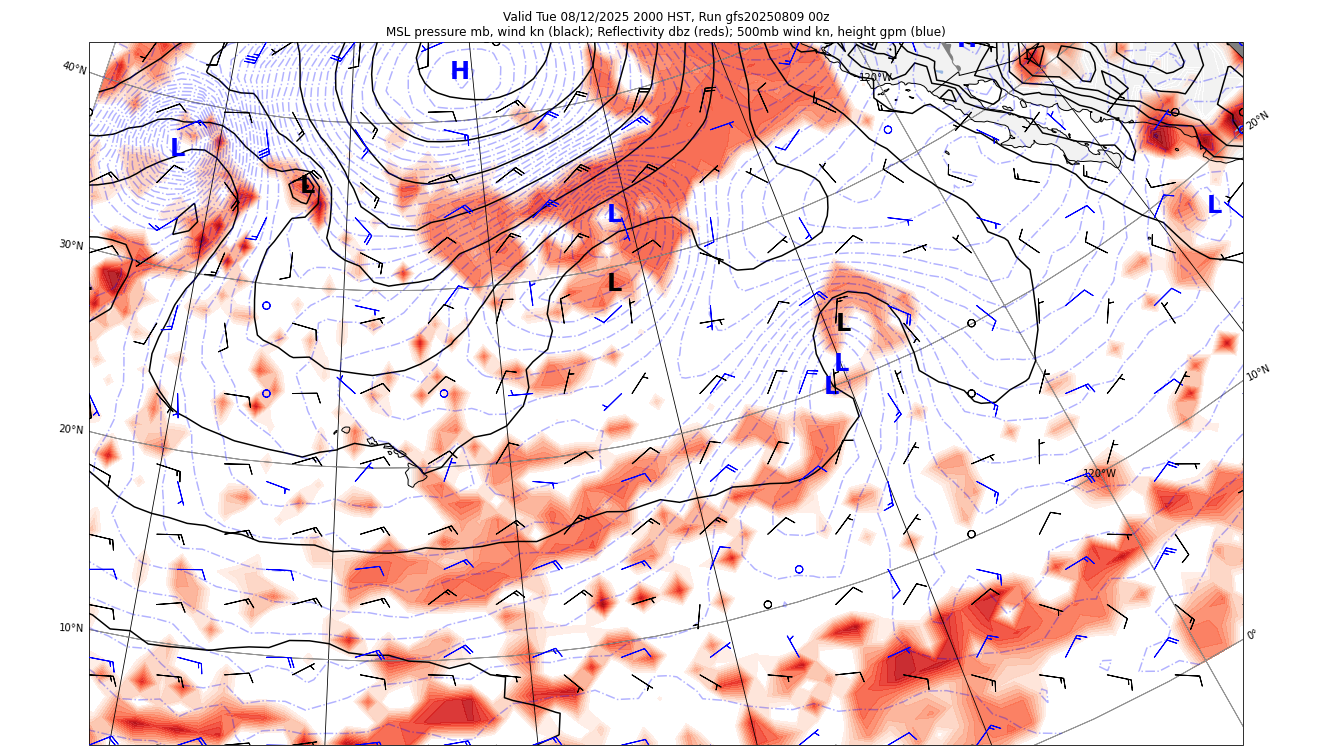 Valid Tue 08/12/2025 2000 HST, Run gfs20250809 00z
MSL pressure mb, wind kn (black); Reflectivity dbz (reds); 500mb wind kn, height gpm (blue)
H
40°N
H
120°W
20°N
L
L
L
L
30°N
L
L
L
L
10°N
20°N
120°W
10°N
0°